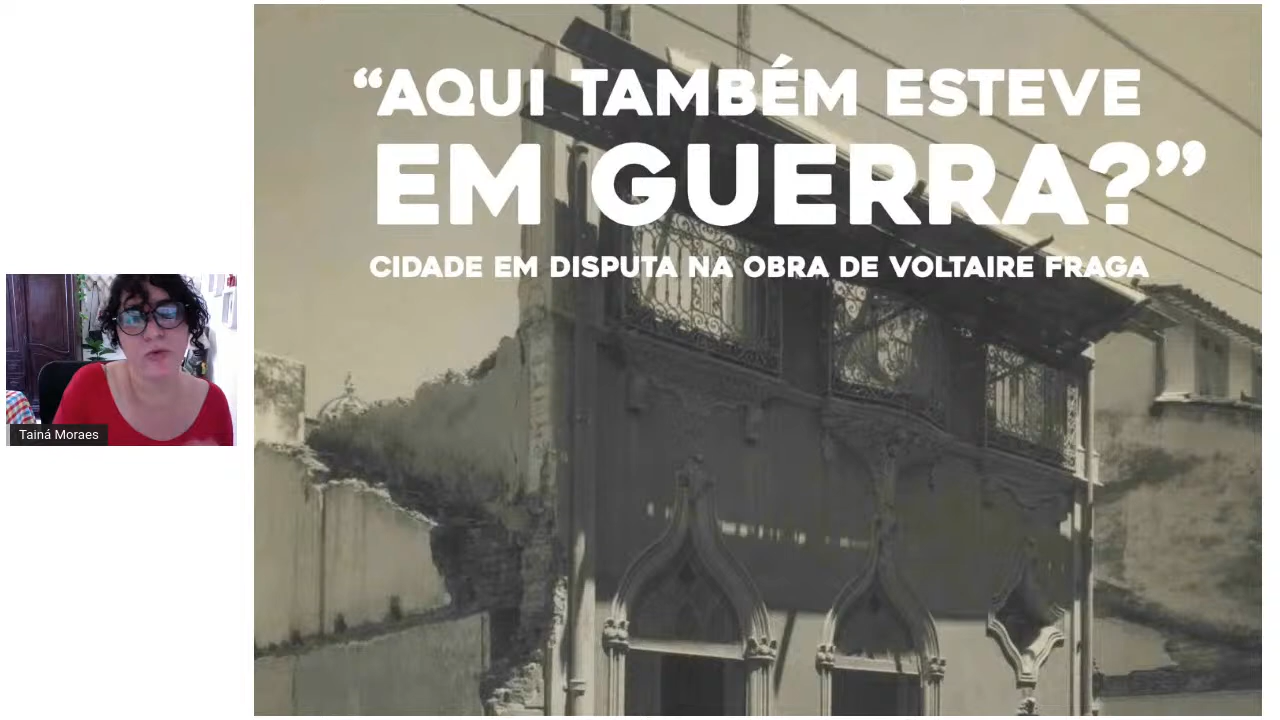 “AQUI TAMBÉM ESTEVE
EM GUERRA?”
CIDADE EM DISPUTA NA OBRA DE VOLTAIRE FRAGA
Tainá Moraes